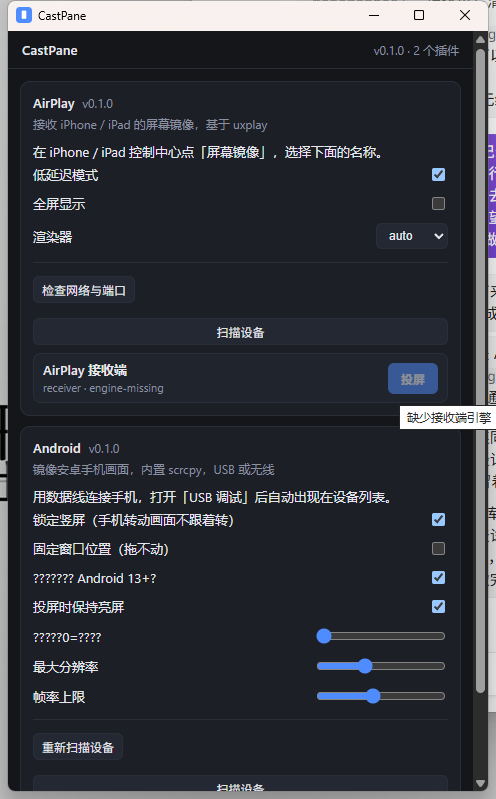 CastPane
CastPane
v0.1.0 · 2 个插件
AirPlay v0.1.0
接收 iPhone / iPad 的屏幕镜像，基于 uxplay
在 iPhone / iPad 控制中心点「屏幕镜像」，选择下面的名称。
低延迟模式
全屏显示
渲染器
auto
检查网络与端口
扫描设备
AirPlay 接收端
receiver · engine-missing
投屏
缺少接收端引擎
Android v0.1.0
镜像安卓手机画面，内置 scrcpy，USB 或无线
用数据线连接手机，打开「USB 调试」后自动出现在设备列表。
锁定竖屏（手机转动画面不跟着转）
固定窗口位置（拖不动）
??????? Android 13+?
投屏时保持亮屏
?????0=????
最大分辨率
帧率上限
重新扫描设备
扫描设备